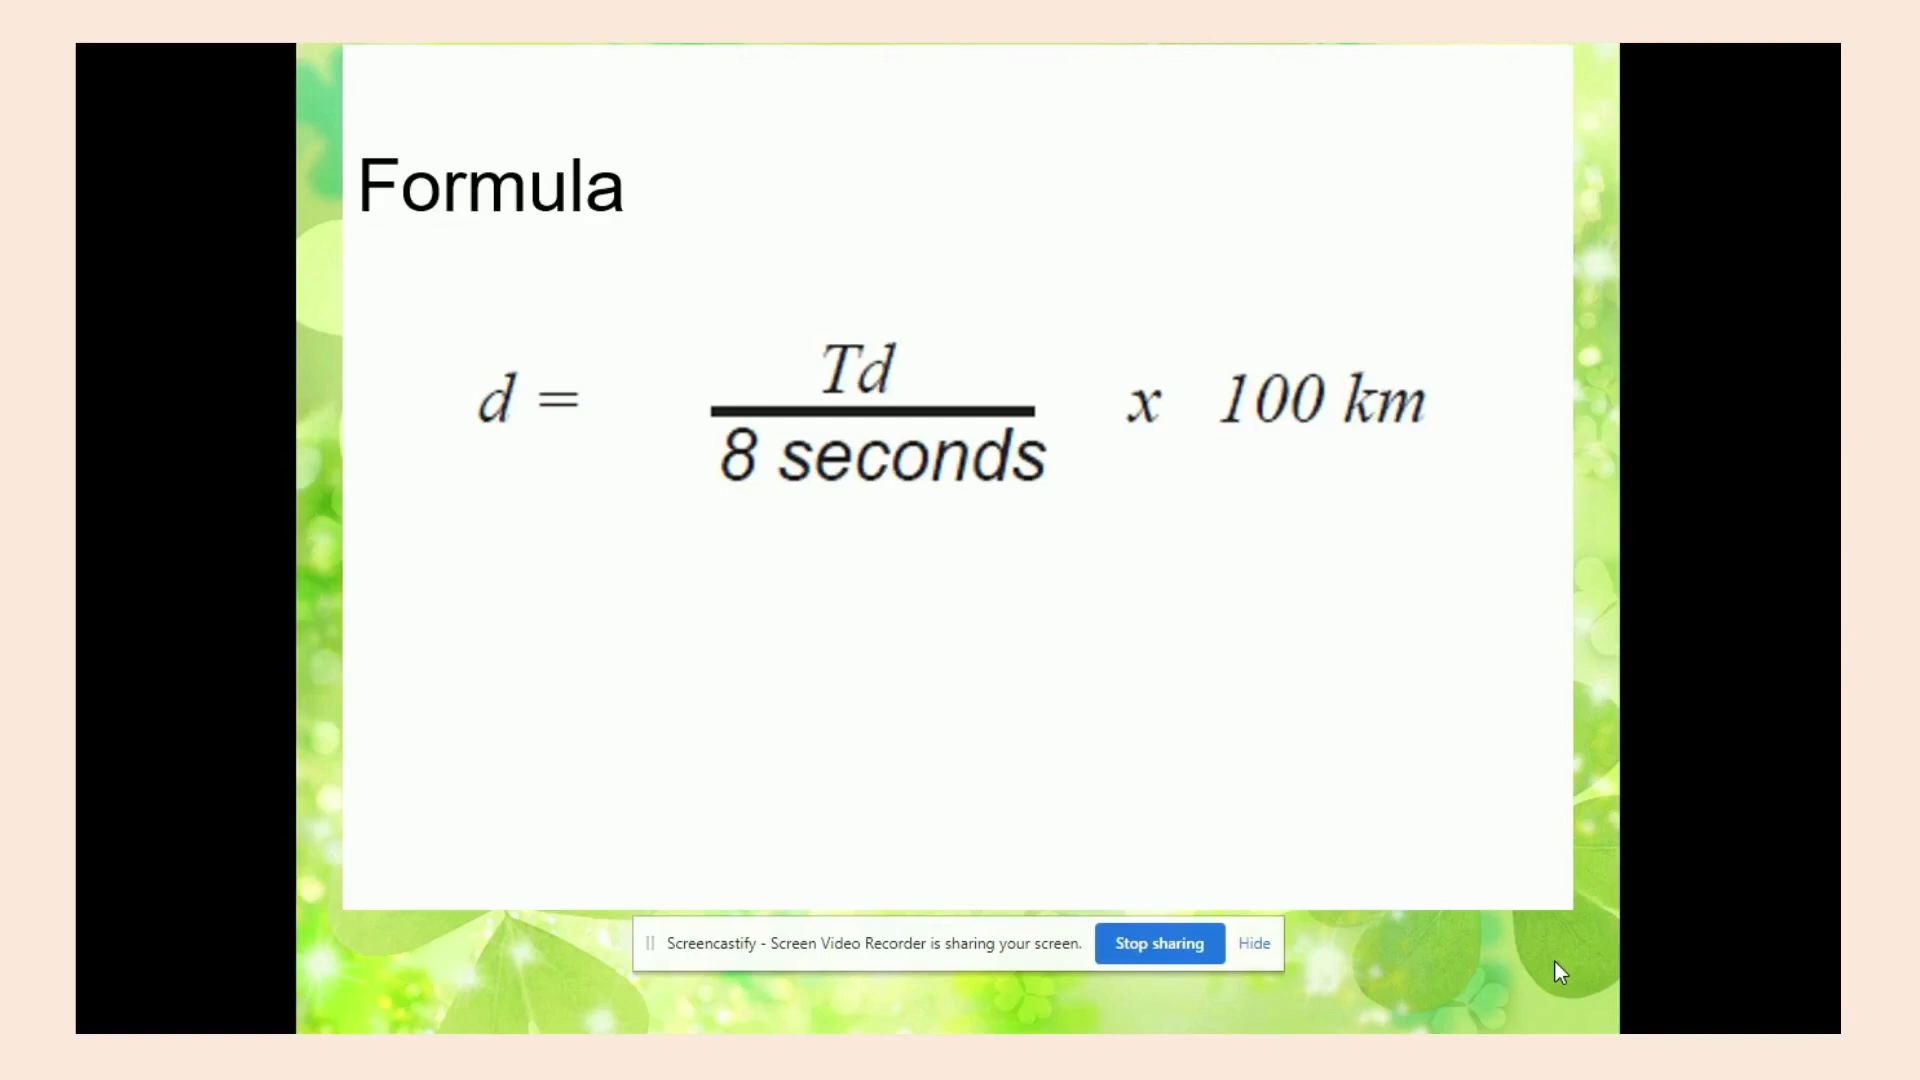 Formula
d = Td x 100 km
8 seconds
Screencastify - Screen Video Recorder is sharing your screen. Stop sharing Hide